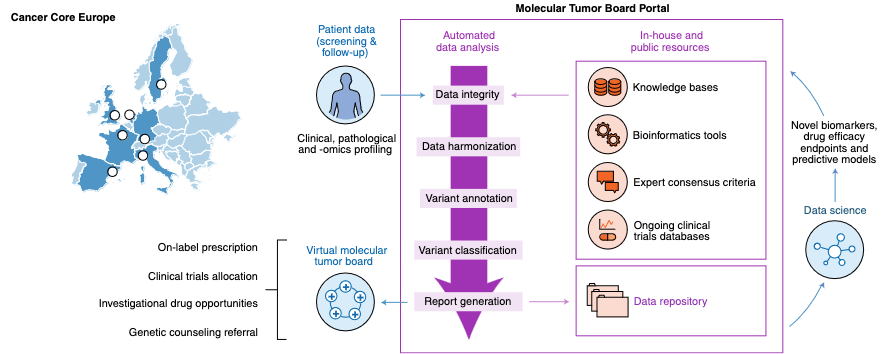 Molecular Tumor Board Portal
Cancer Core Europe
Patient data
(screening &
follow-up)
Clinical, pathological
and -omics profiling
Automated
data analysis
Data integrity
Data harmonization
Variant annotation
Variant classification
Report generation
In-house and
public resources
Knowledge bases
Bioinformatics tools
Expert consensus criteria
Ongoing clinical
trials databases
Data repository
Novel biomarkers,
drug efficacy
endpoints and
predictive models
Data science
Virtual molecular
tumor board
On-label prescription
Clinical trials allocation
Investigational drug opportunities
Genetic counseling referral